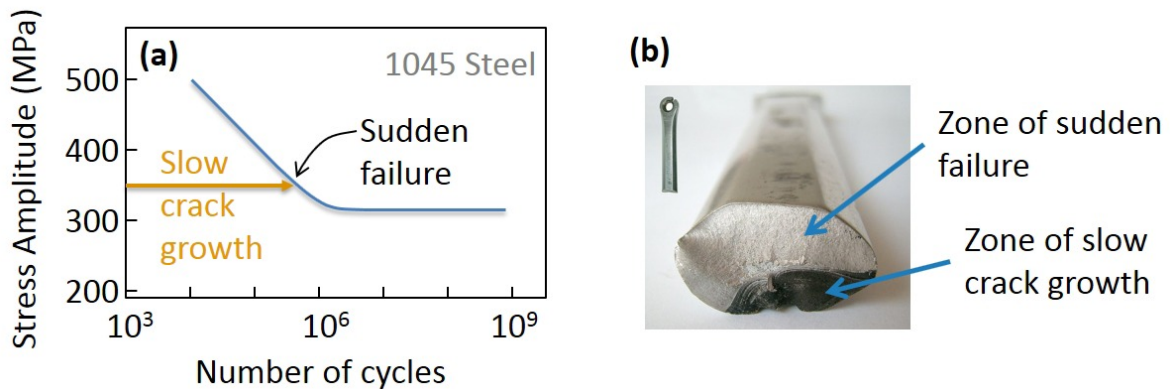 (a)
1045 Steel
Stress Amplitude (MPa)
500
400
300
200
Sudden
failure
Slow
crack
growth
10³
10⁶
10⁹
Number of cycles
(b)
Zone of sudden
failure
Zone of slow
crack growth